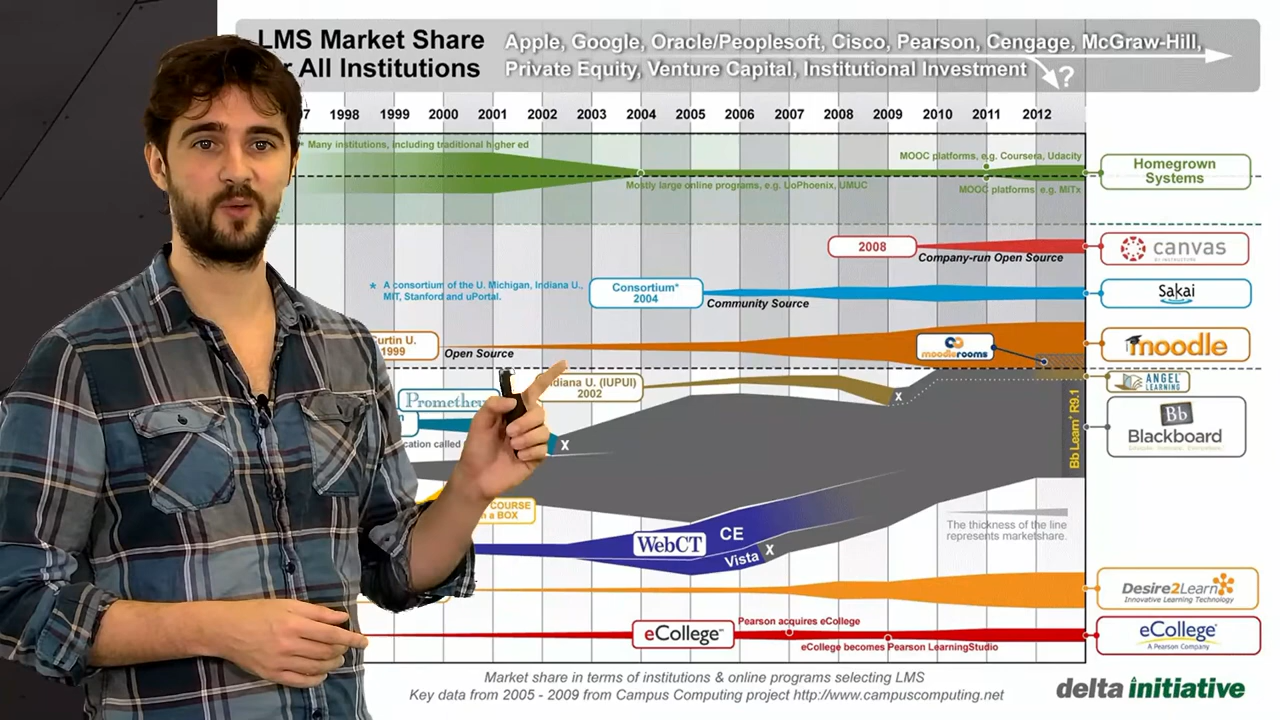 LMS Market Share
All Institutions
Apple, Google, Oracle/Peoplesoft, Cisco, Pearson, Cengage, McGraw-Hill,
Private Equity, Venture Capital, Institutional Investment
?
1998 1999 2000 2001 2002 2003 2004 2005 2006 2007 2008 2009 2010 2011 2012
Many institutions, including traditional higher ed
MOOC platforms, e.g. Coursera, Udacity
Mostly large online programs, e.g. UoPhoenix, UMUC
MOOC platforms, e.g. MITx
Homegrown
Systems
2008
Company-run Open Source
canvas
BY INSTRUCTURE
* A consortium of the U. Michigan, Indiana U.,
MIT, Stanford and uPortal.
Consortium*
2004
Community Source
Sakai
1999
Open Source
moodlerooms
moodle
(IUPUI)
2002
X
ANGEL
LEARNING
called
X
Bb Learn+ R9.1
Bb
Blackboard
COURSE
a BOX
WebCT
CE
Vista
X
The thickness of the line
represents marketshare.
Desire2Learn
Innovative Learning Technology
eCollege
Pearson acquires eCollege
eCollege becomes Pearson LearningStudio
eCollege
A Pearson Company
Market share in terms of institutions & online programs selecting LMS
Key data from 2005 - 2009 from Campus Computing project http://www.campuscomputing.net
delta initiative